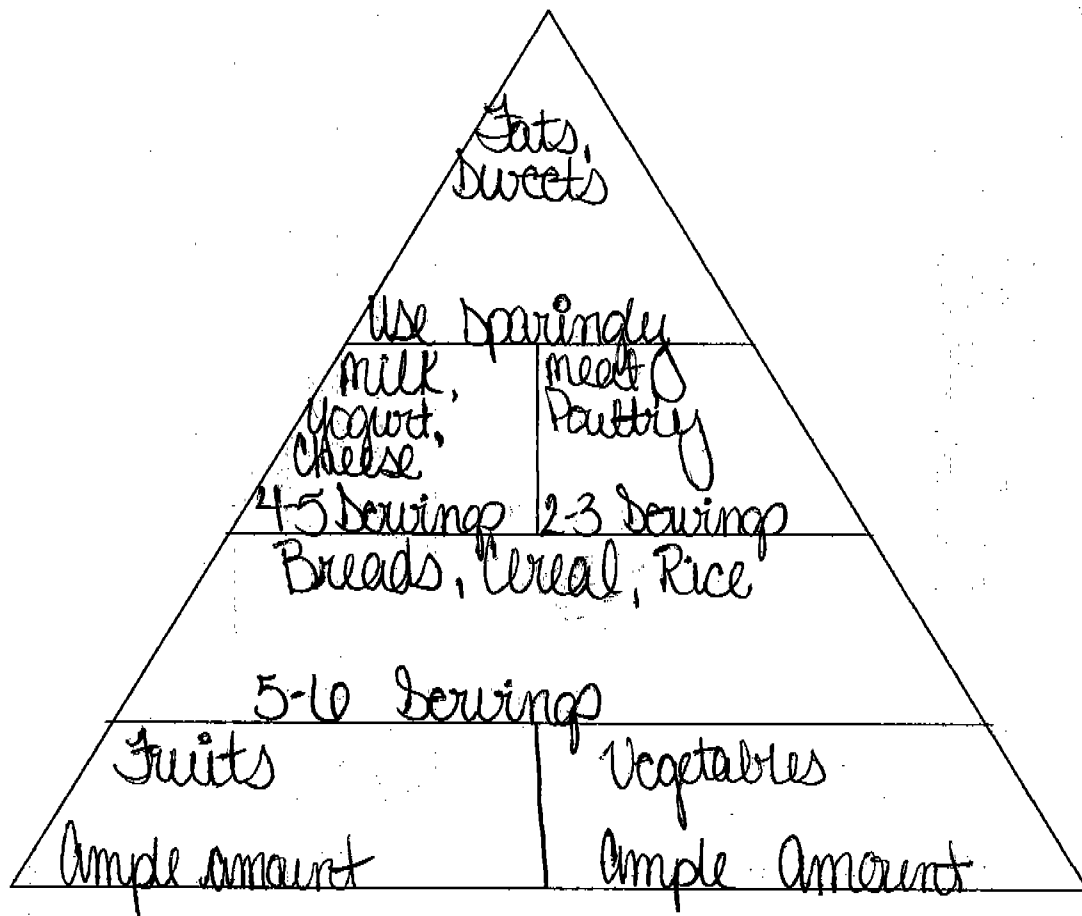 Fats,
Sweets
Use sparingly
Milk,
Yogurt,
Cheese
4-5 Servings
Meat
Poultry
2-3 Servings
Breads, Cereal, Rice
5-6 Servings
Fruits
Ample amount
Vegetables
Ample Amount